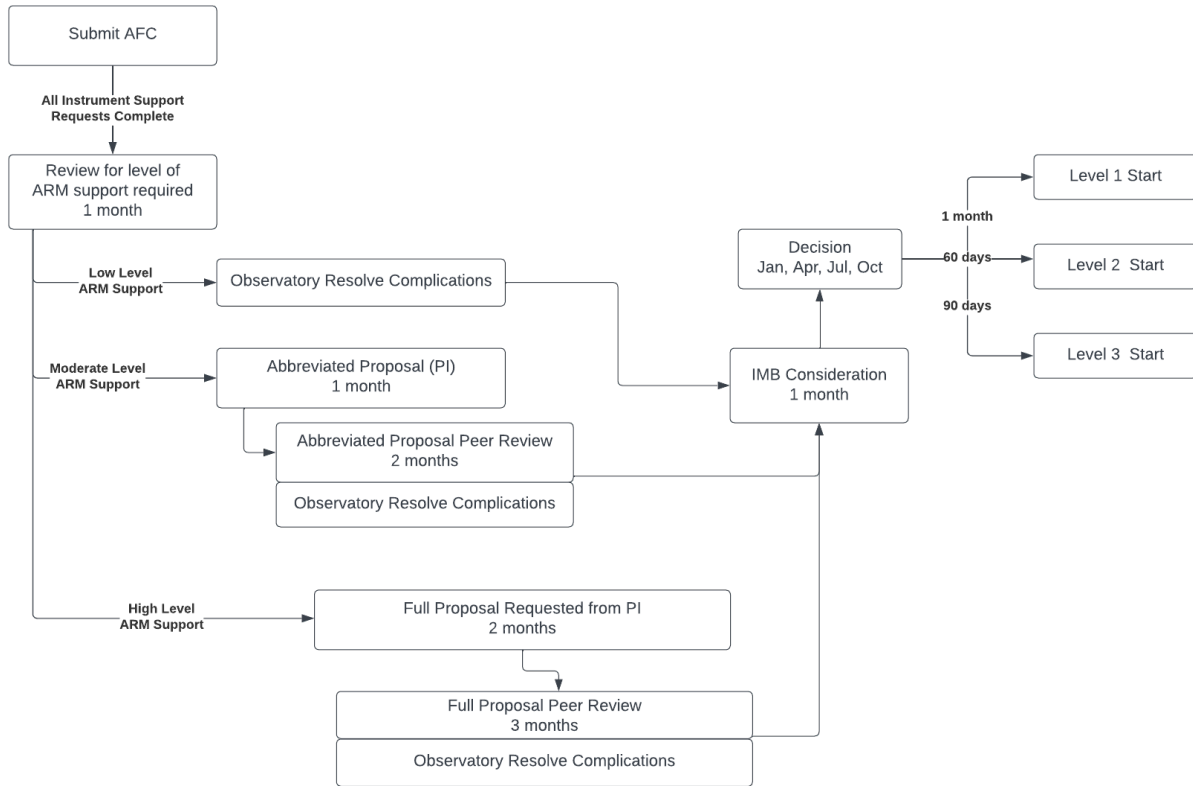 Submit AFC
All Instrument Support
Requests Complete
Review for level of
ARM support required
1 month
Low Level
ARM Support
Observatory Resolve Complications
Moderate Level
ARM Support
Abbreviated Proposal (PI)
1 month
Abbreviated Proposal Peer Review
2 months
Observatory Resolve Complications
High Level
ARM Support
Full Proposal Requested from PI
2 months
Full Proposal Peer Review
3 months
Observatory Resolve Complications
IMB Consideration
1 month
Decision
Jan, Apr, Jul, Oct
1 month
Level 1 Start
60 days
Level 2 Start
90 days
Level 3 Start